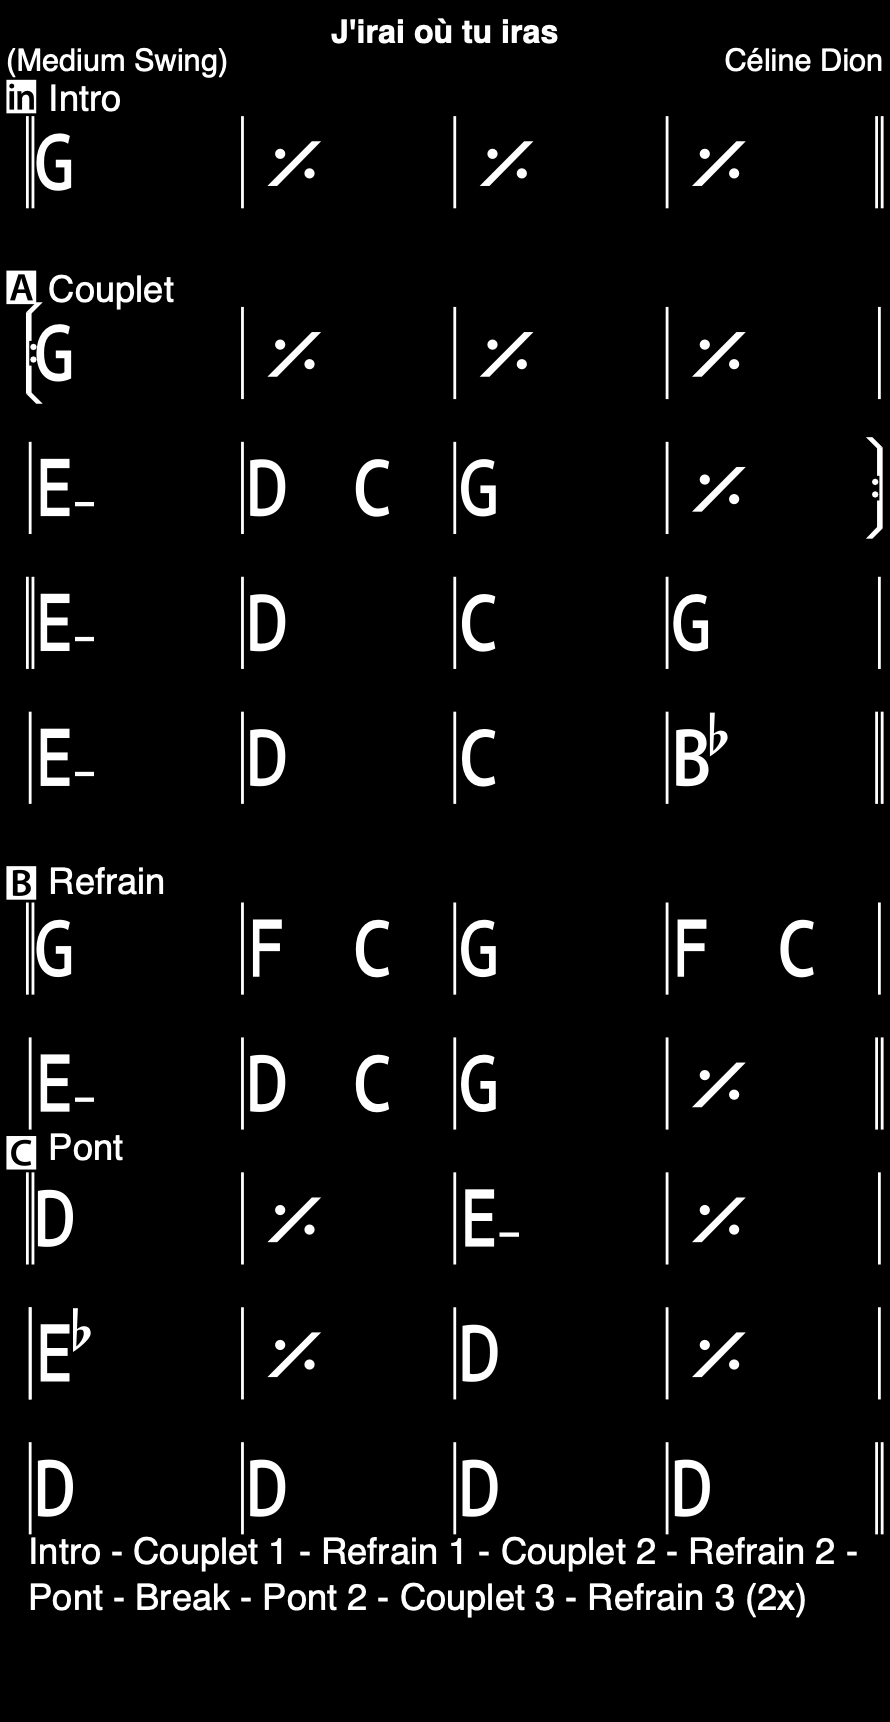 J'irai où tu iras
(Medium Swing) Céline Dion
in Intro
G 𝄎 𝄎 𝄎
A Couplet
G 𝄎 𝄎 𝄎
E- D C G 𝄎
E- D C G
E- D C B♭
B Refrain
G F C G F C
E- D C G 𝄎
C Pont
D 𝄎 E- 𝄎
E♭ 𝄎 D 𝄎
D D D D
Intro - Couplet 1 - Refrain 1 - Couplet 2 - Refrain 2 -
Pont - Break - Pont 2 - Couplet 3 - Refrain 3 (2x)